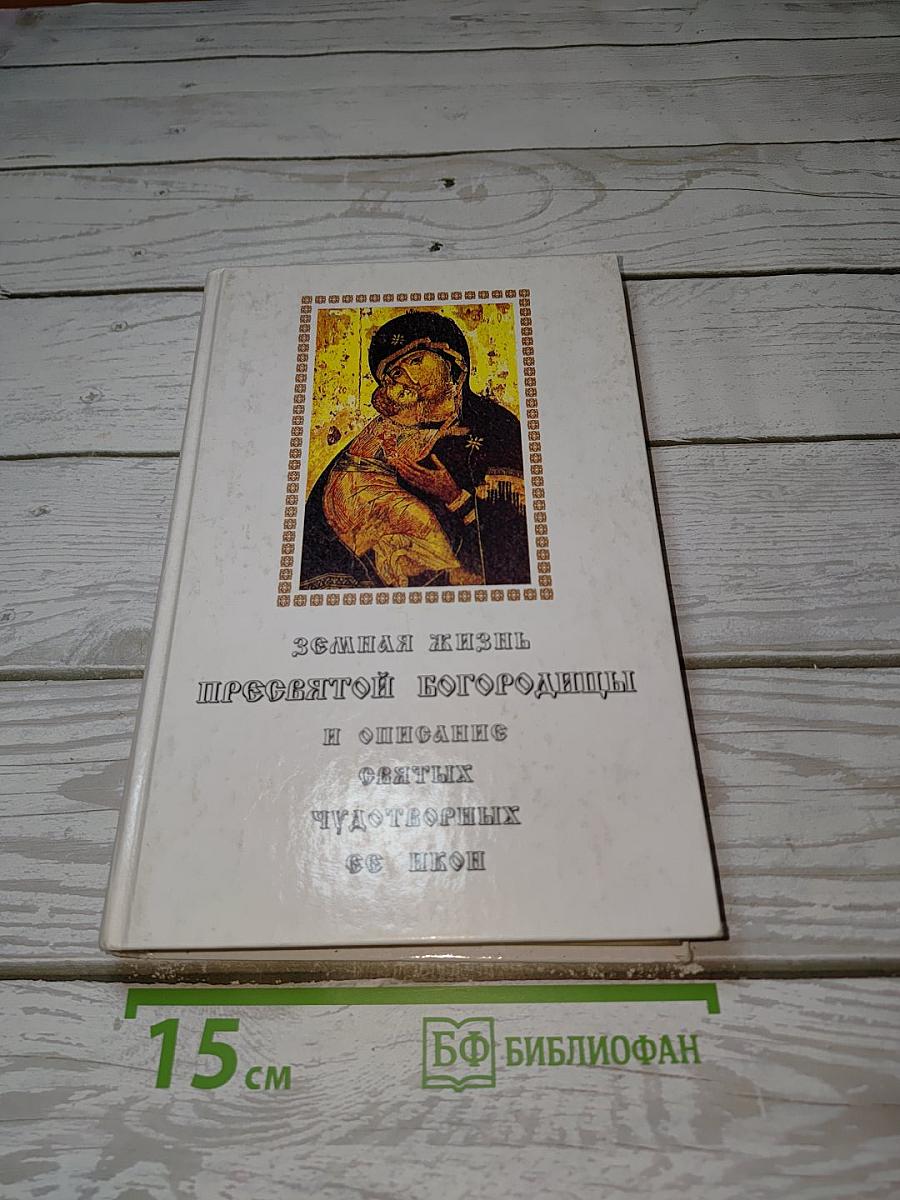 ЗЕМНАЯ ЖИЗНЬ
ПРЕСВЯТОЙ БОГОРОДИЦЫ
И ОПИСАНИЕ
СВЯТЫХ
ЧУДОТВОРНЫХ
ЕЕ ИКОН
15 см
БФ БИБЛИОФАН